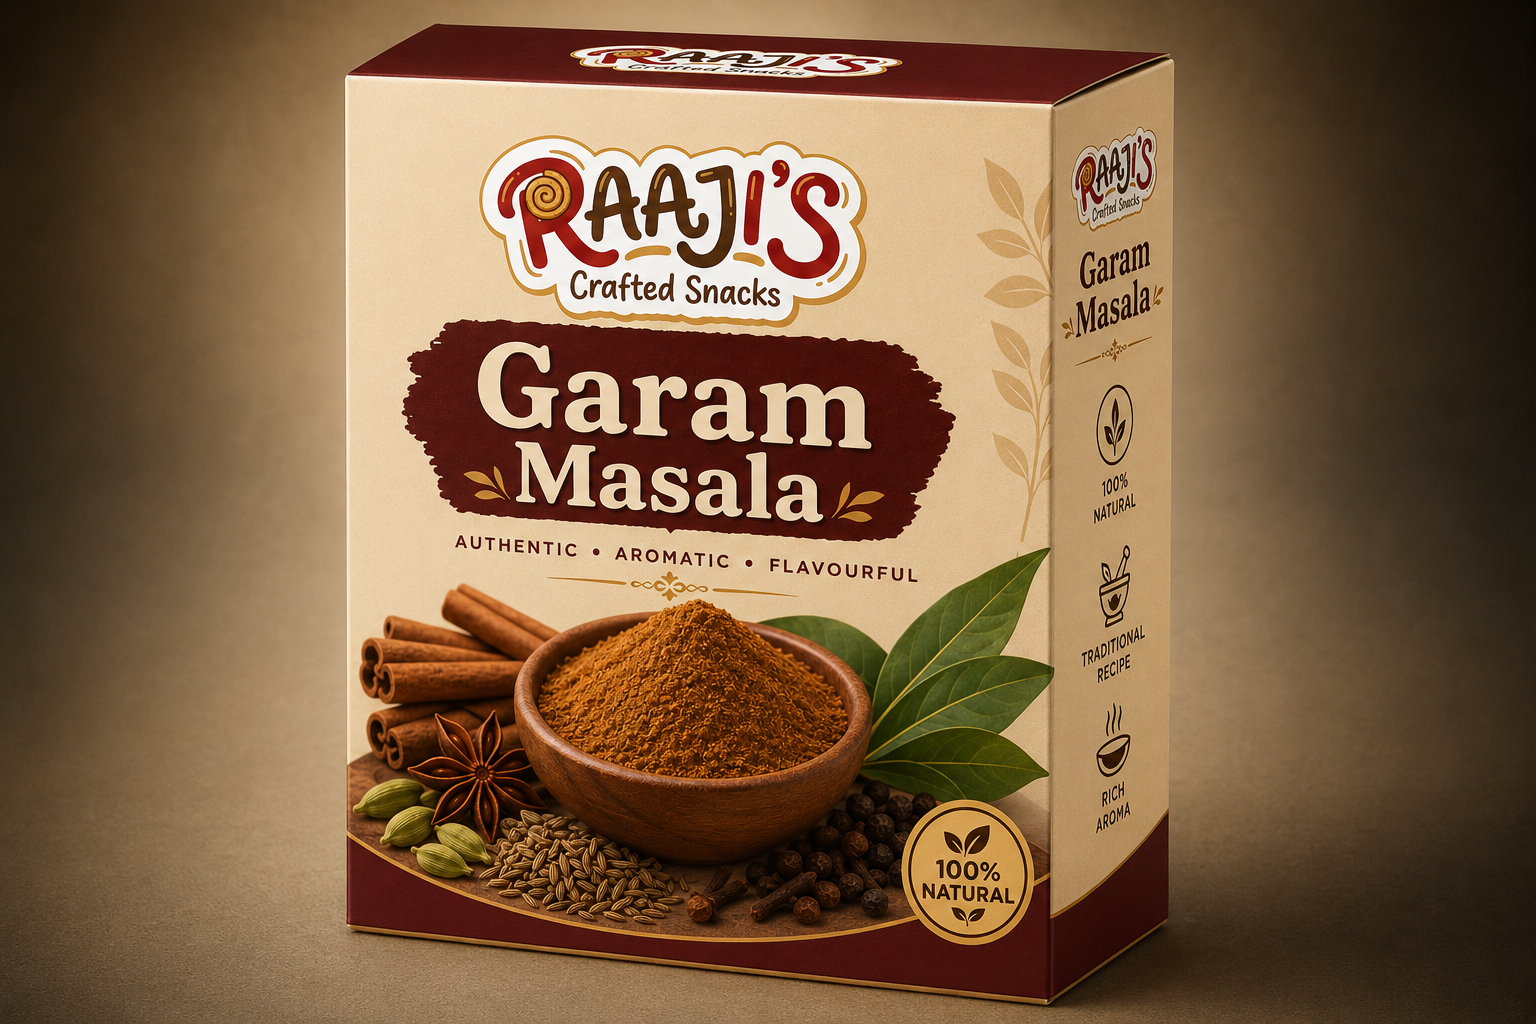 RAAJI'S
Crafted Snacks
RAAJI'S
Crafted Snacks
Garam
Masala
AUTHENTIC • AROMATIC • FLAVOURFUL
100%
NATURAL
RAAJI'S
Crafted Snacks
Garam
Masala
100%
NATURAL
TRADITIONAL
RECIPE
RICH
AROMA